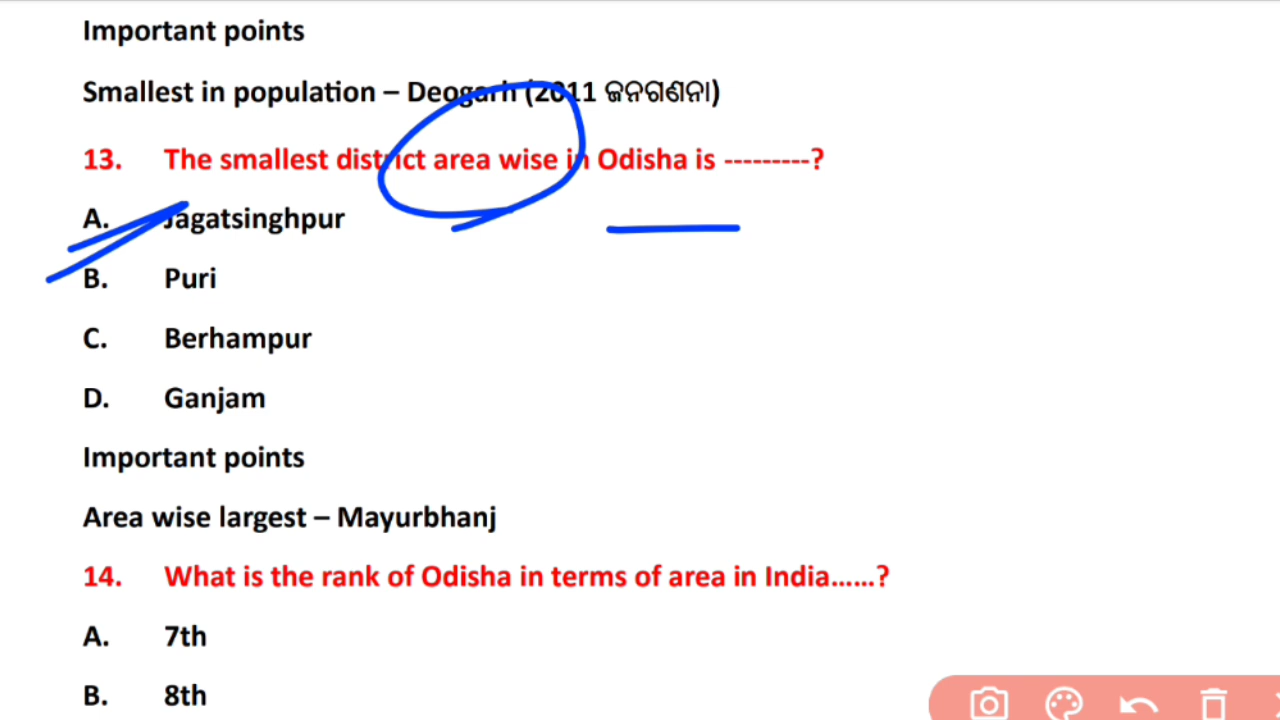 Important points
Smallest in population – Deogarh (2011 ଜନଗଣନା)
13. The smallest district area wise in Odisha is ---------?
A. Jagatsinghpur
B. Puri
C. Berhampur
D. Ganjam
Important points
Area wise largest – Mayurbhanj
14. What is the rank of Odisha in terms of area in India......?
A. 7th
B. 8th